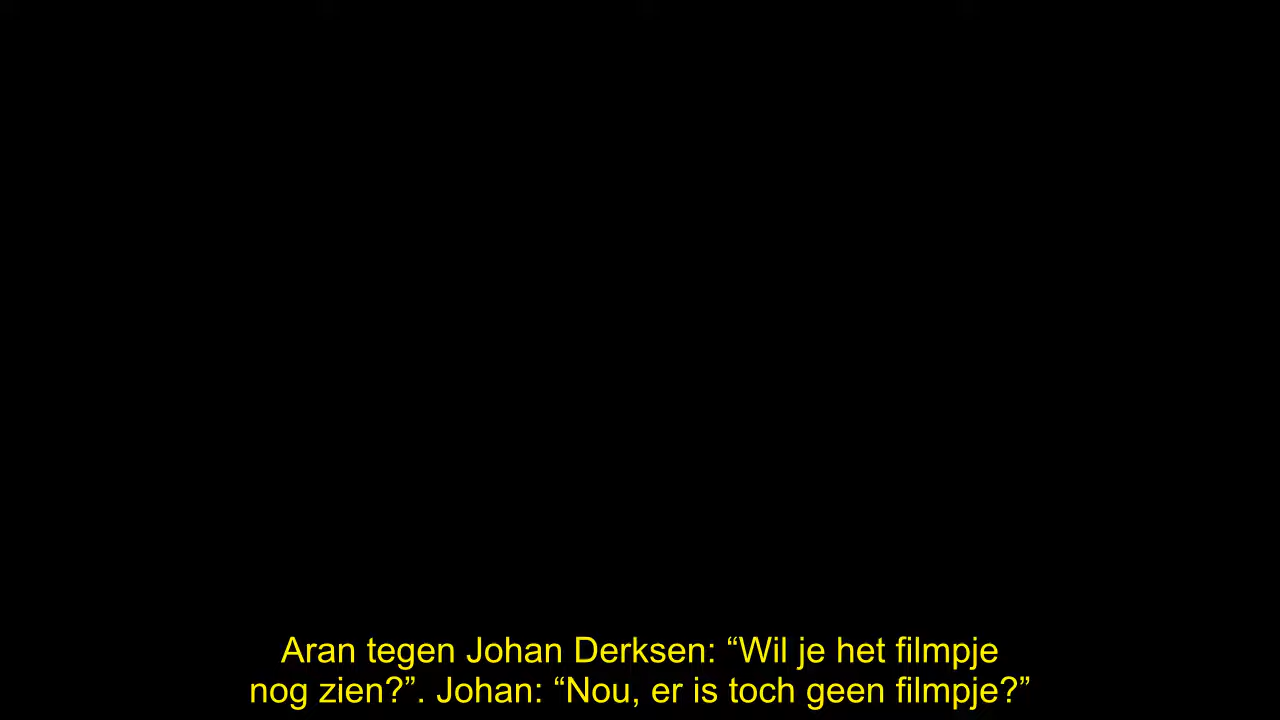 Aran tegen Johan Derksen: “Wil je het filmpje
nog zien?”. Johan: “Nou, er is toch geen filmpje?”